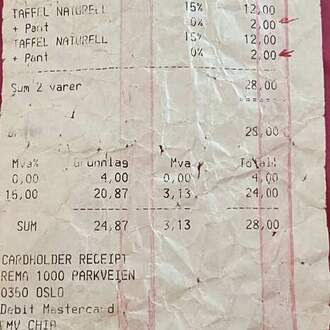 TAFFEL NATURELL 15% 12,00
+ Pant 0% 2,00
TAFFEL NATURELL 15% 12,00
+ Pant 0% 2,00
Sum 2 varer 28,00
28,00
Mva% Grunnlag Mva Totalt
0,00 4,00 0,00 4,00
15,00 20,87 3,13 24,00
SUM 24,87 3,13 28,00
CARDHOLDER RECEIPT
REMA 1000 PARKVEIEN
0350 OSLO
Debit Mastercard
EMV CHIP